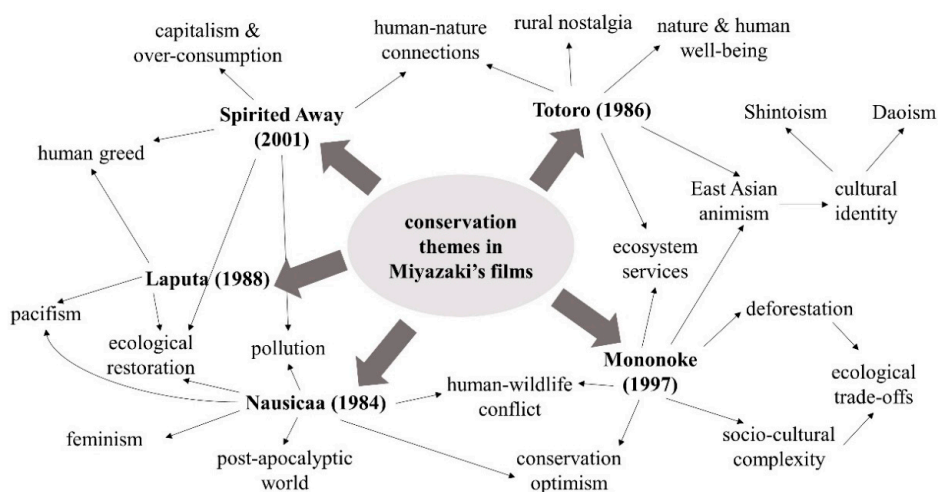 capitalism &
over-consumption
human-nature
connections
rural nostalgia
nature & human
well-being
Spirited Away
(2001)
Totoro (1986)
Shintoism
Daoism
human greed
East Asian
animism
cultural
identity
conservation
themes in
Miyazaki's films
ecosystem
services
Laputa (1988)
pacifism
ecological
restoration
pollution
deforestation
Mononoke
(1997)
ecological
trade-offs
Nausicaa (1984)
human-wildlife
conflict
feminism
post-apocalyptic
world
conservation
optimism
socio-cultural
complexity